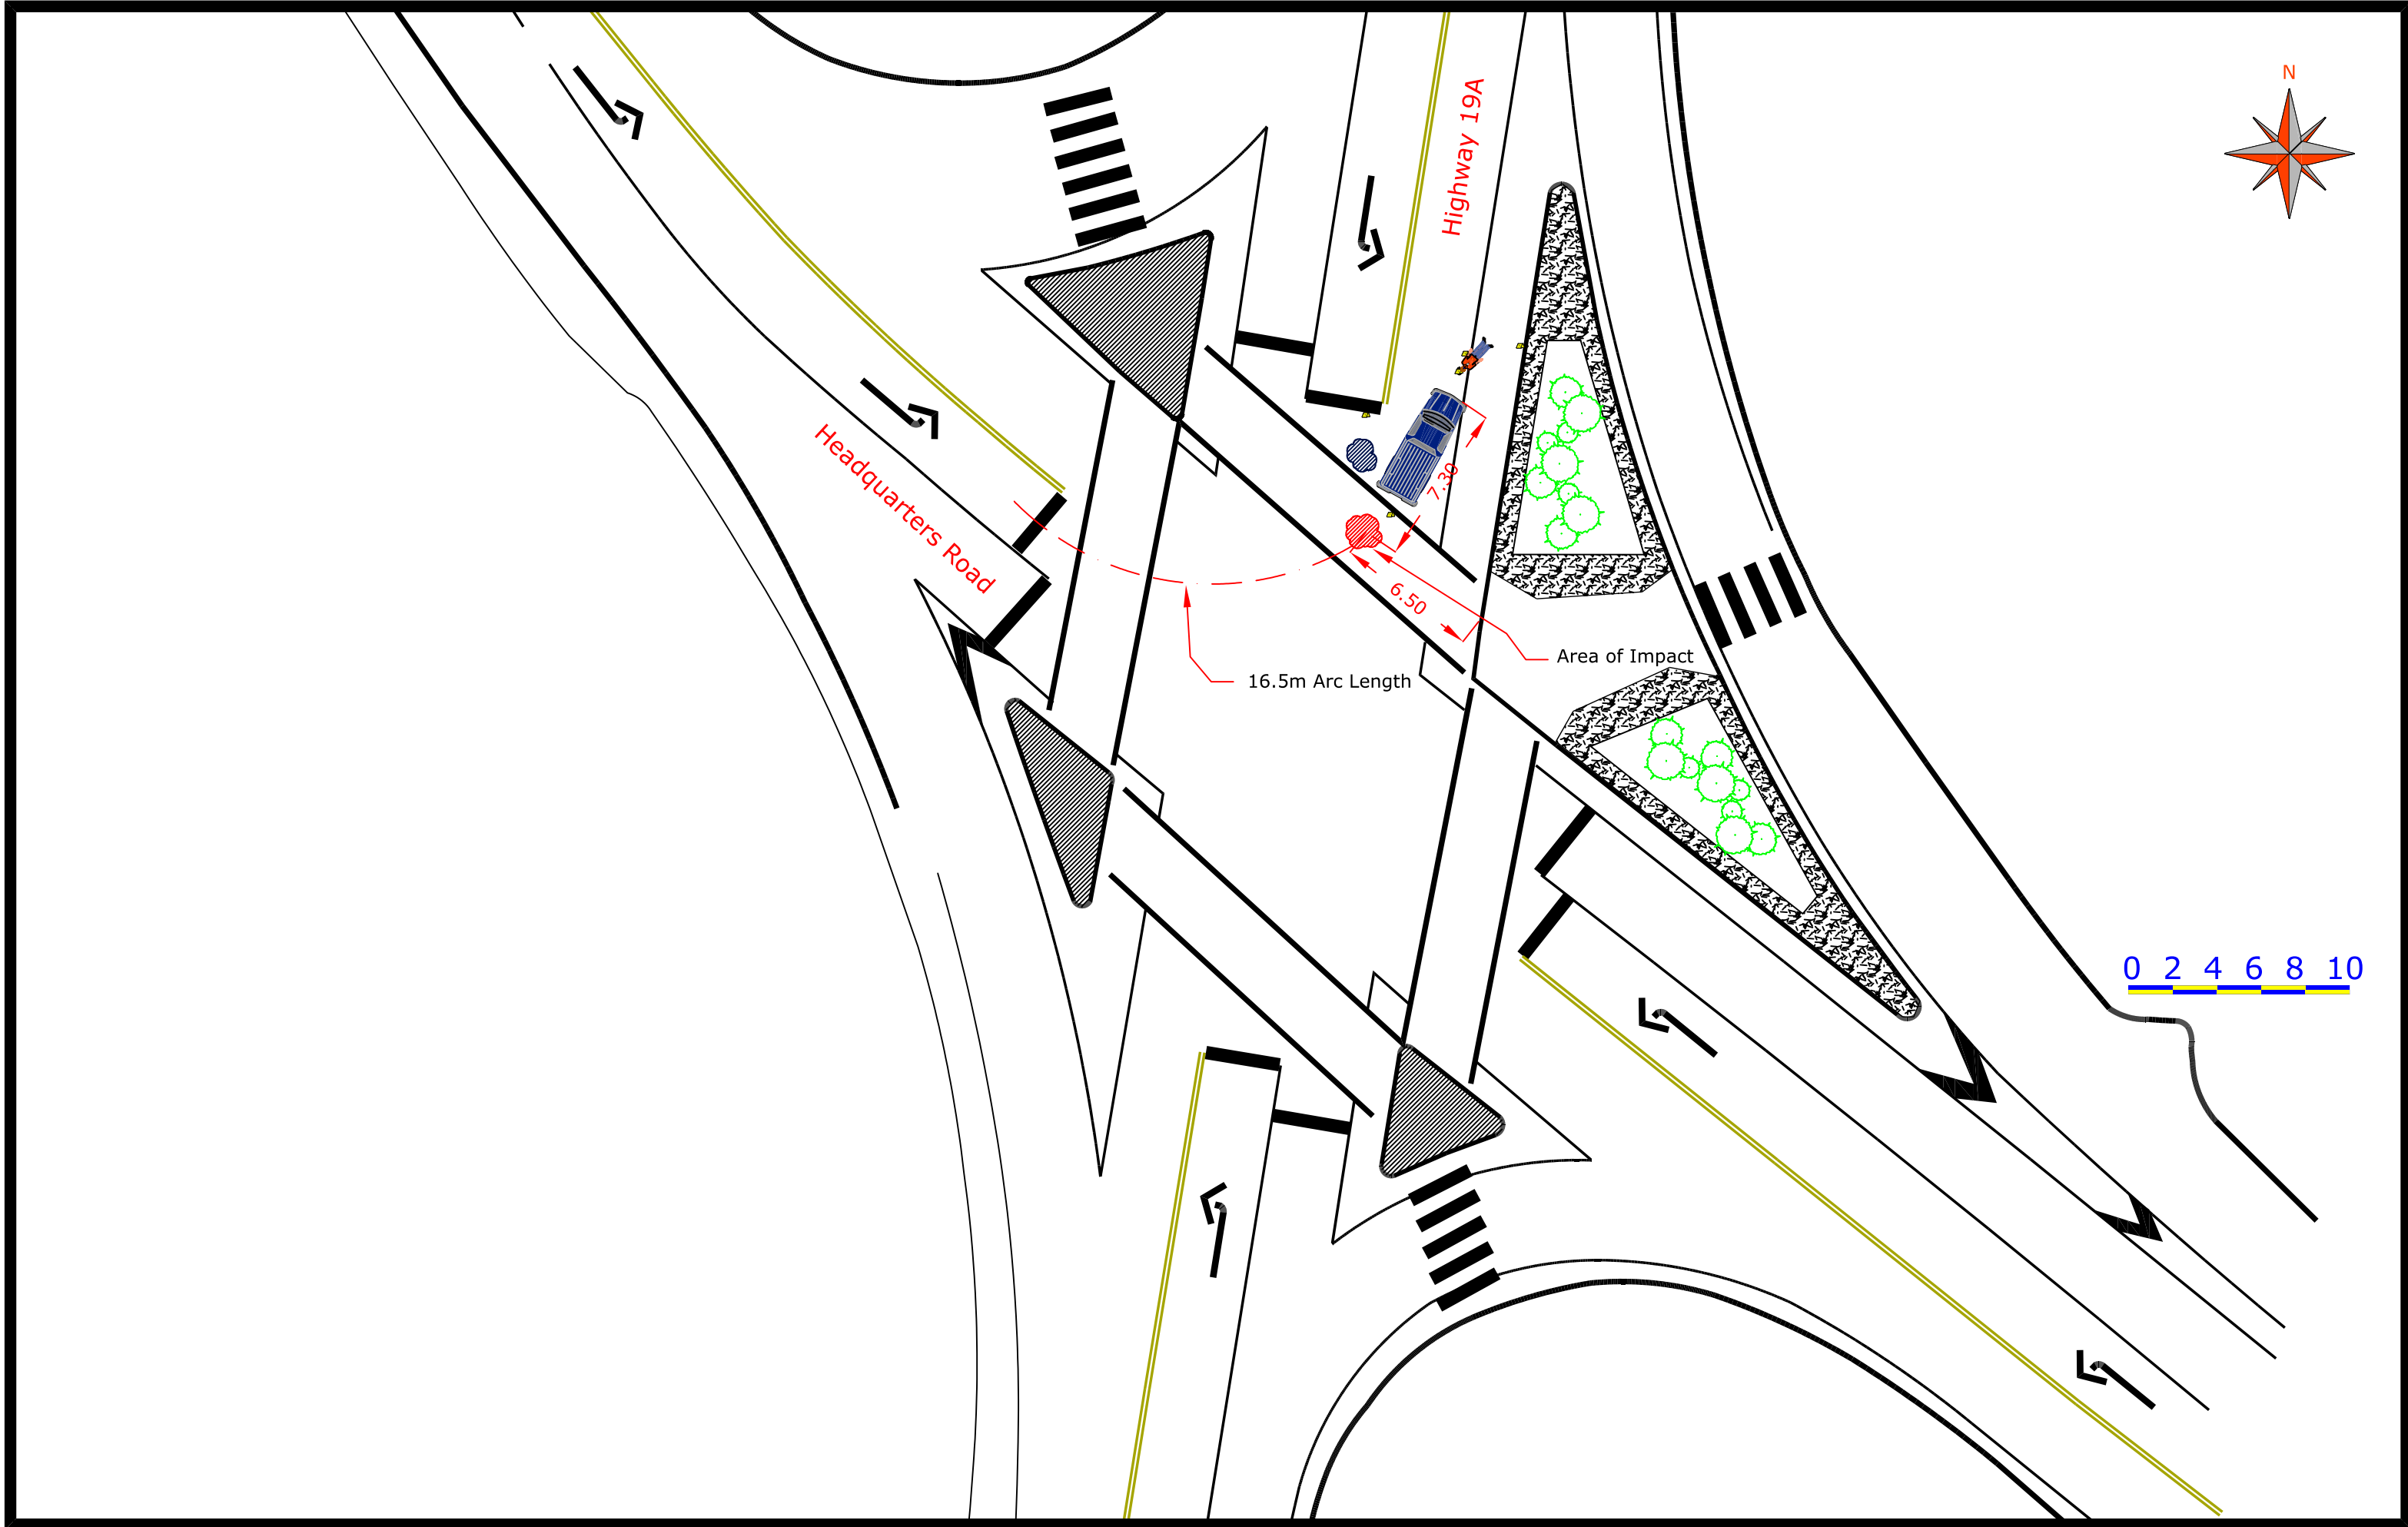 N
Highway 19A
Headquarters Road
7.30
6.50
Area of Impact
16.5m Arc Length
0 2 4 6 8 10